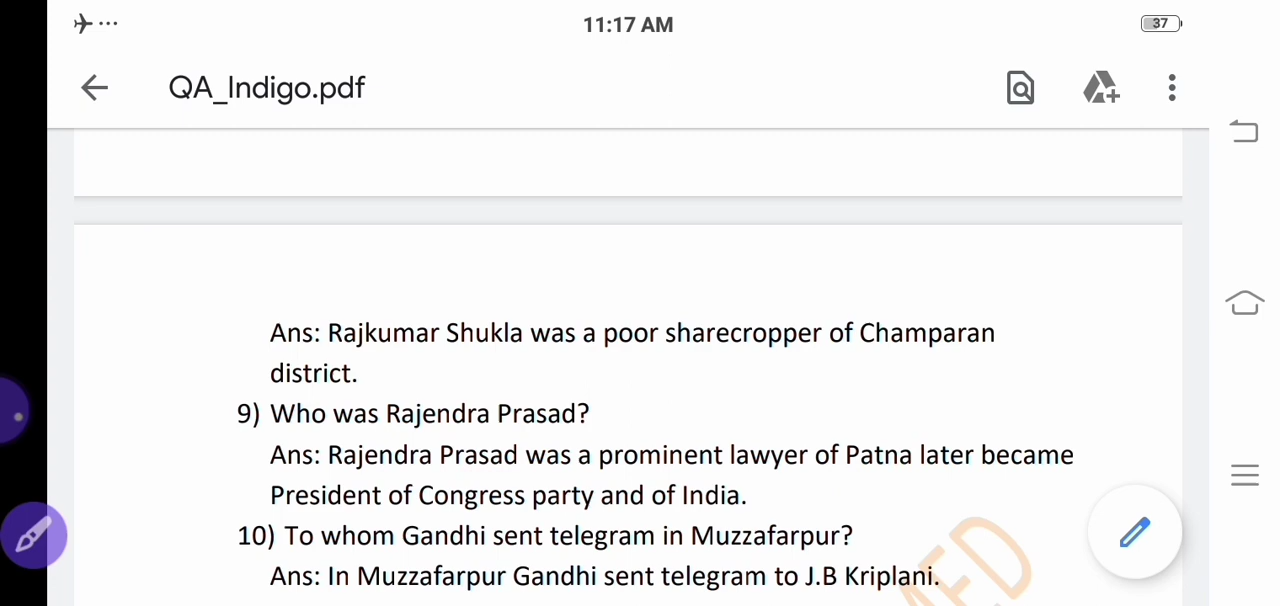 11:17 AM
37
QA_Indigo.pdf
Ans: Rajkumar Shukla was a poor sharecropper of Champaran
district.
9) Who was Rajendra Prasad?
Ans: Rajendra Prasad was a prominent lawyer of Patna later became
President of Congress party and of India.
10) To whom Gandhi sent telegram in Muzzafarpur?
Ans: In Muzzafarpur Gandhi sent telegram to J.B Kriplani.